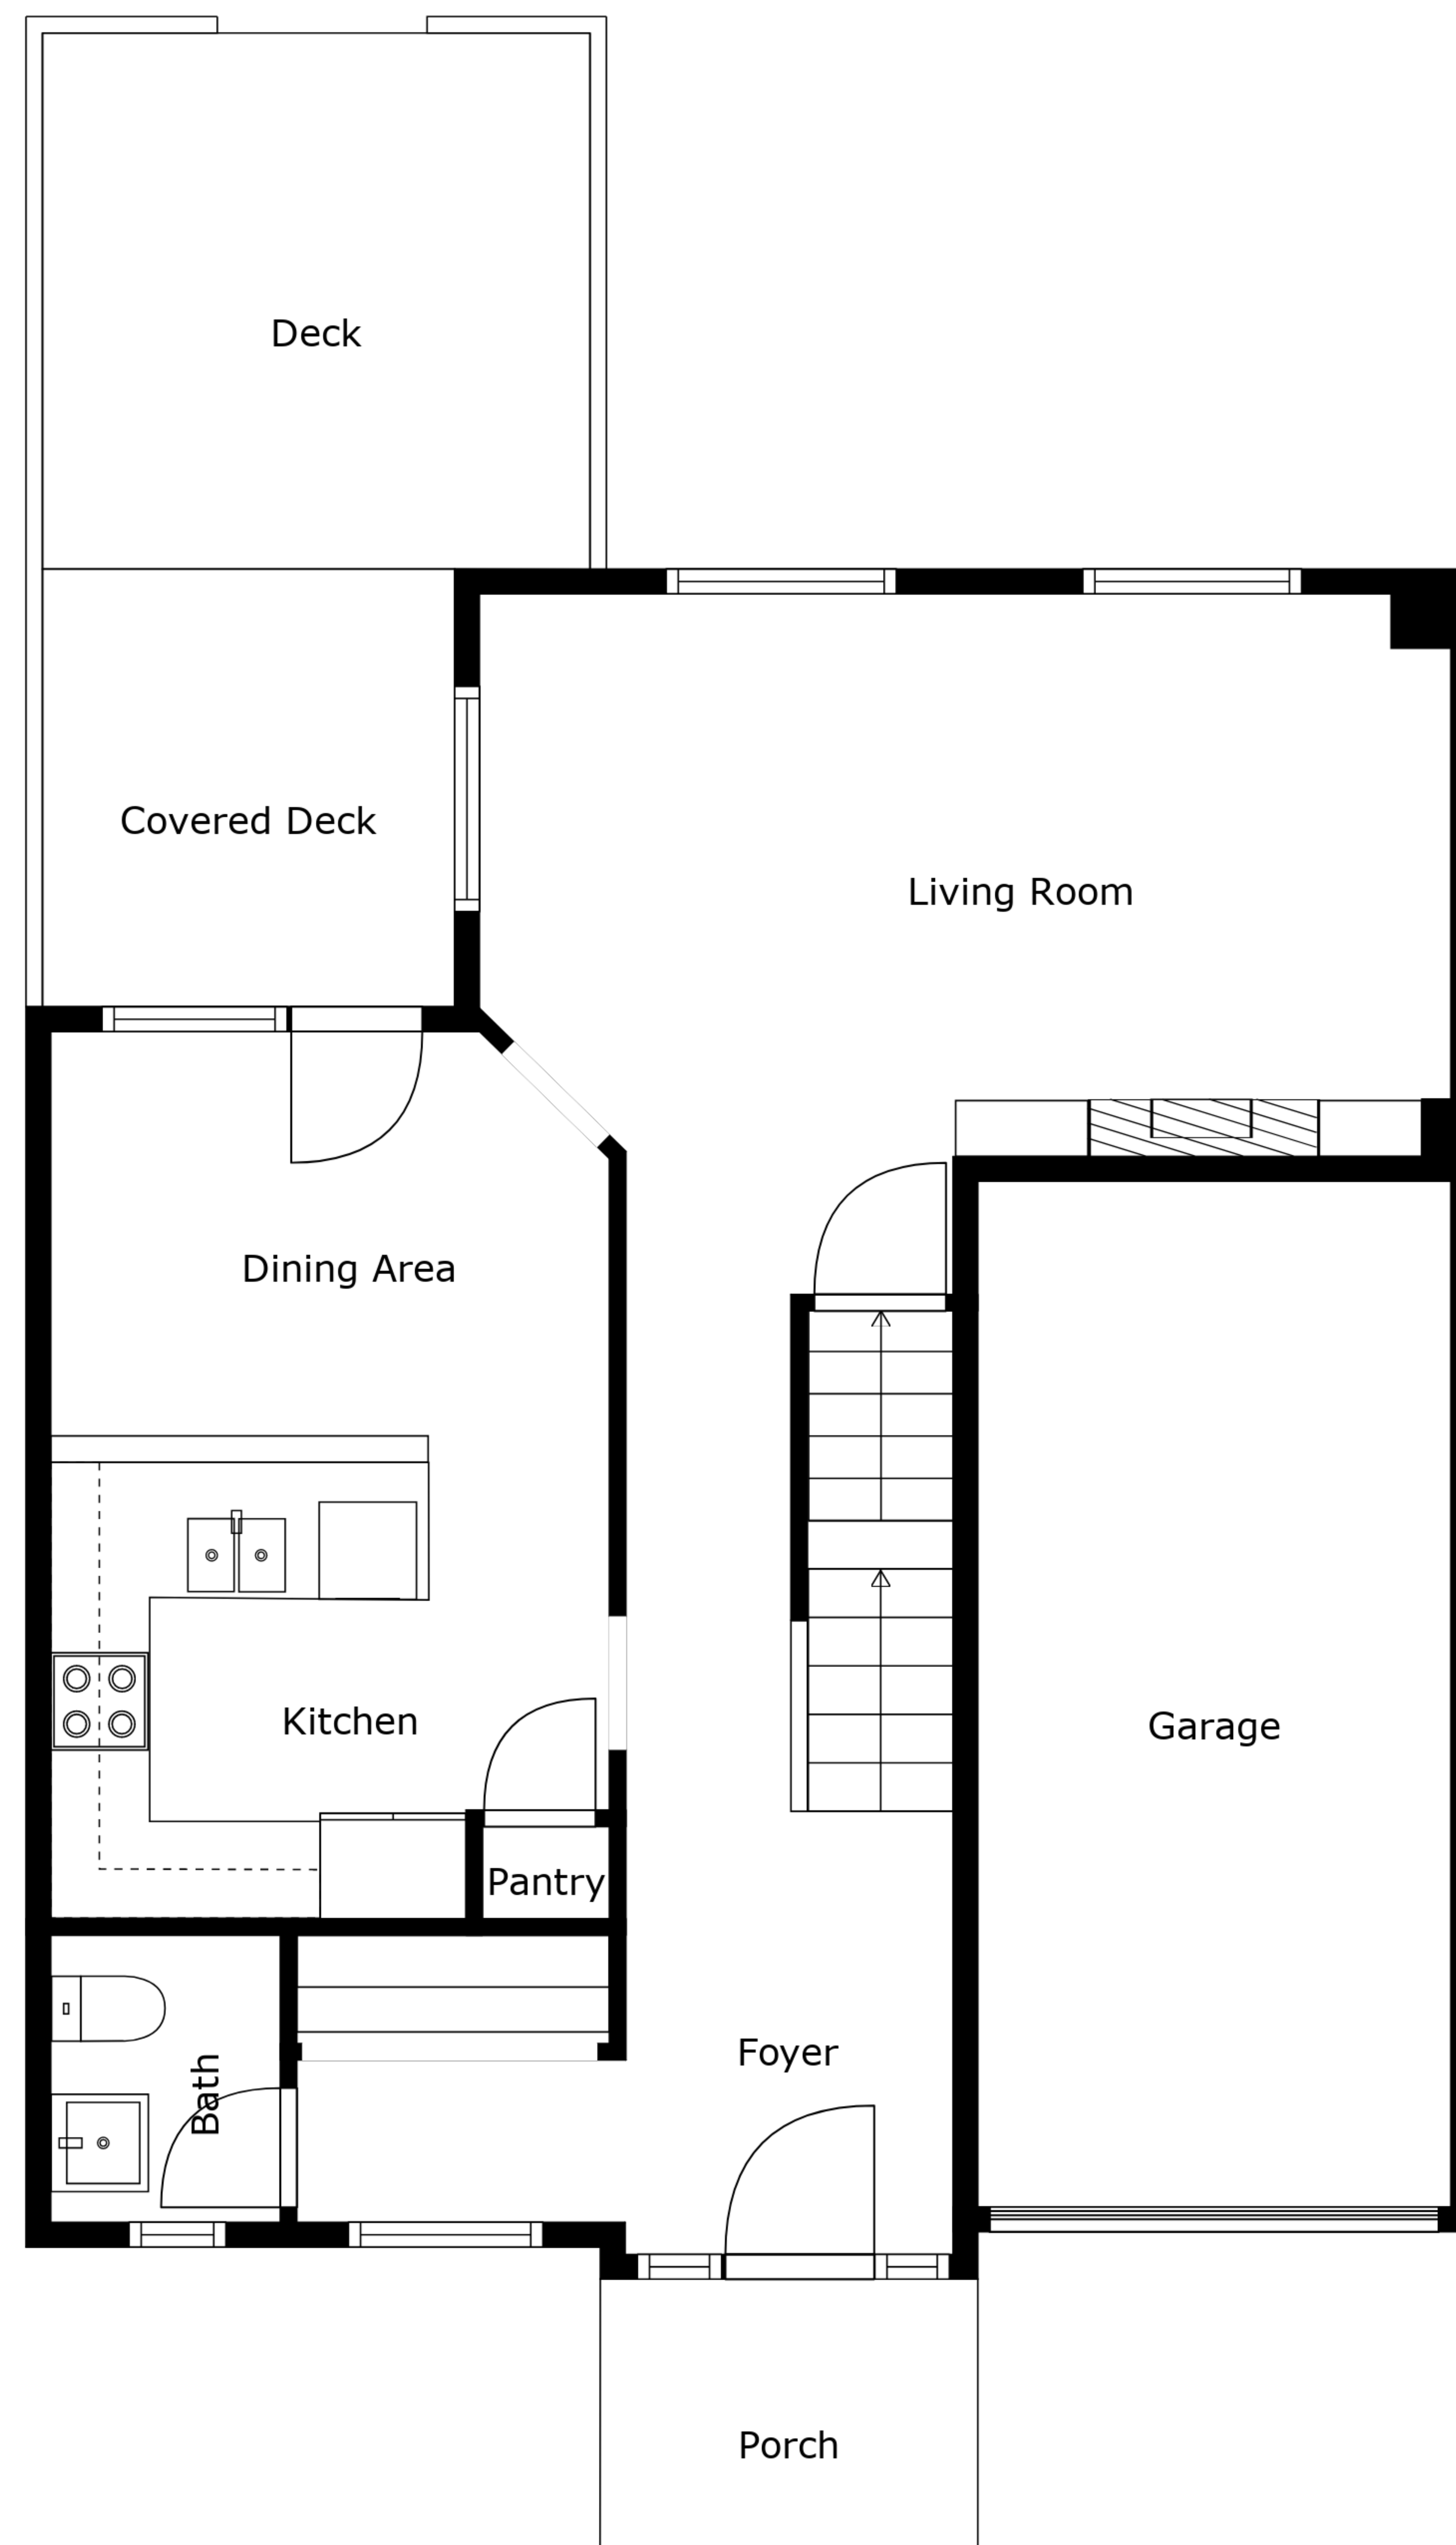 Deck
Covered Deck
Living Room
Dining Area
Kitchen
Garage
Pantry
Foyer
Bath
Porch